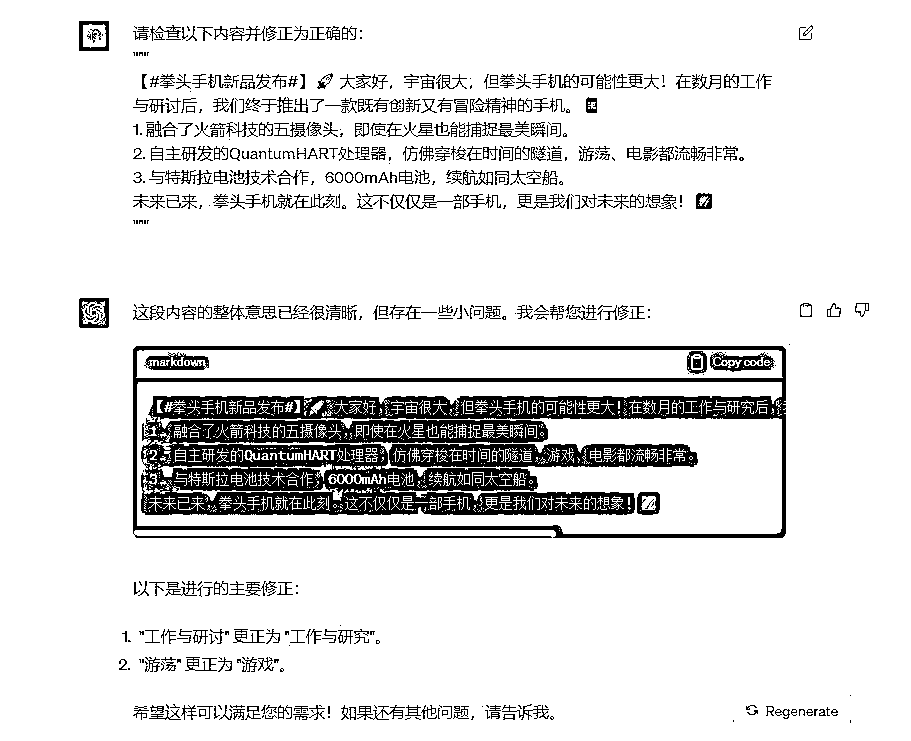 请检查以下内容并修正为正确的：
""""
【#拳头手机新品发布#】🚀 大家好，宇宙很大，但拳头手机的可能性更大！在数月的工作
与研讨后，我们终于推出了一款既有创新又有冒险精神的手机。
1. 融合了火箭科技的五摄像头，即使在火星也能捕捉最美瞬间。
2. 自主研发的QuantumHART处理器，仿佛穿梭在时间的隧道，游荡、电影都流畅非常。
3. 与特斯拉电池技术合作，6000mAh电池，续航如同太空船。
未来已来，拳头手机就在此刻。这不仅仅是一部手机，更是我们对未来的想象！
""""
这段内容的整体意思已经很清晰，但存在一些小问题。我会帮您进行修正：
markdown Copy code
【#拳头手机新品发布#】🚀 大家好，宇宙很大，但拳头手机的可能性更大！在数月的工作与研究后，
1. 融合了火箭科技的五摄像头，即使在火星也能捕捉最美瞬间。
2. 自主研发的QuantumHART处理器，仿佛穿梭在时间的隧道，游戏、电影都流畅非常。
3. 与特斯拉电池技术合作，6000mAh电池，续航如同太空船。
未来已来，拳头手机就在此刻。这不仅仅是一部手机，更是我们对未来的想象！
以下是进行的主要修正：
1. "工作与研讨" 更正为 "工作与研究"。
2. "游荡" 更正为 "游戏"。
希望这样可以满足您的需求！如果还有其他问题，请告诉我。
Regenerate